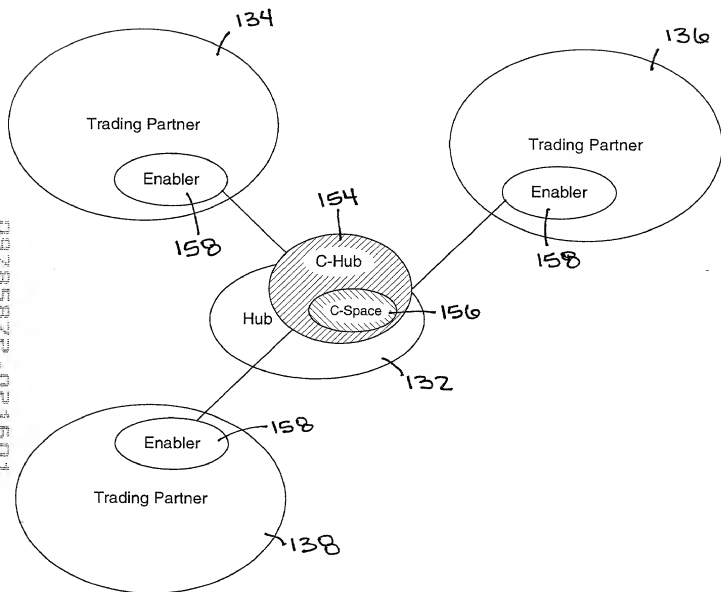 134
136
Trading Partner
Trading Partner
Enabler
Enabler
158
154
158
C-Hub
Hub
C-Space
156
132
Enabler
158
Trading Partner
138